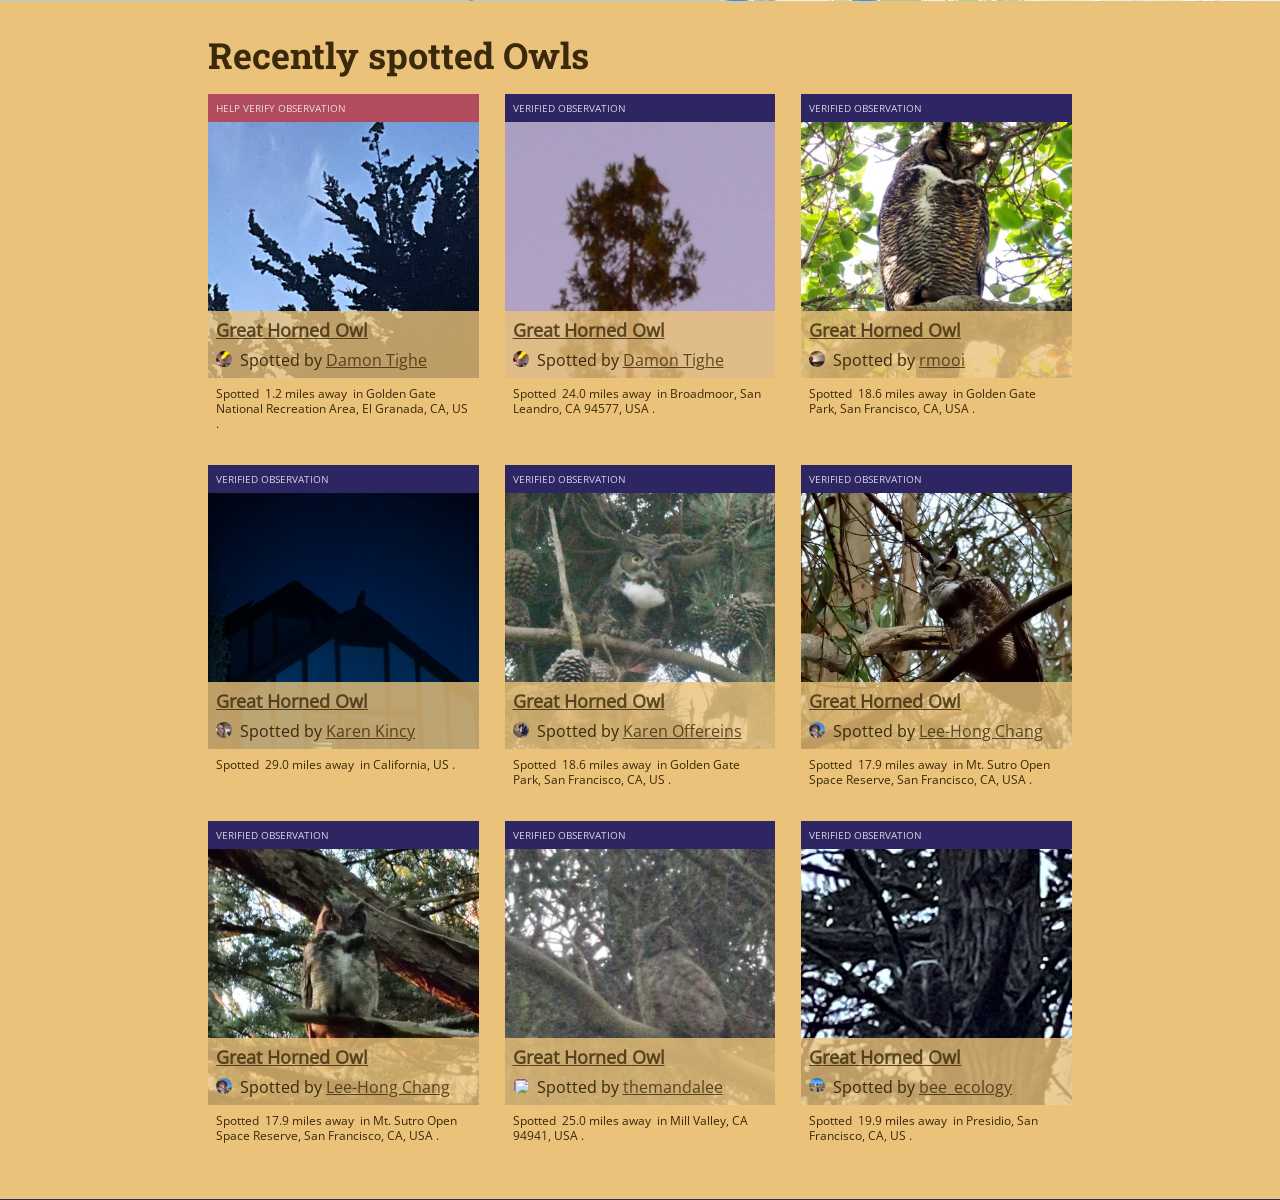 Recently spotted Owls
HELP VERIFY OBSERVATION
Great Horned Owl
Spotted by Damon Tighe
Spotted 1.2 miles away in Golden Gate
National Recreation Area, El Granada, CA, US
.
VERIFIED OBSERVATION
Great Horned Owl
Spotted by Damon Tighe
Spotted 24.0 miles away in Broadmoor, San
Leandro, CA 94577, USA .
VERIFIED OBSERVATION
Great Horned Owl
Spotted by rmooi
Spotted 18.6 miles away in Golden Gate
Park, San Francisco, CA, USA .
VERIFIED OBSERVATION
Great Horned Owl
Spotted by Karen Kincy
Spotted 29.0 miles away in California, US .
VERIFIED OBSERVATION
Great Horned Owl
Spotted by Karen Offereins
Spotted 18.6 miles away in Golden Gate
Park, San Francisco, CA, US .
VERIFIED OBSERVATION
Great Horned Owl
Spotted by Lee-Hong Chang
Spotted 17.9 miles away in Mt. Sutro Open
Space Reserve, San Francisco, CA, USA .
VERIFIED OBSERVATION
Great Horned Owl
Spotted by Lee-Hong Chang
Spotted 17.9 miles away in Mt. Sutro Open
Space Reserve, San Francisco, CA, USA .
VERIFIED OBSERVATION
Great Horned Owl
Spotted by themandalee
Spotted 25.0 miles away in Mill Valley, CA
94941, USA .
VERIFIED OBSERVATION
Great Horned Owl
Spotted by bee_ecology
Spotted 19.9 miles away in Presidio, San
Francisco, CA, US .